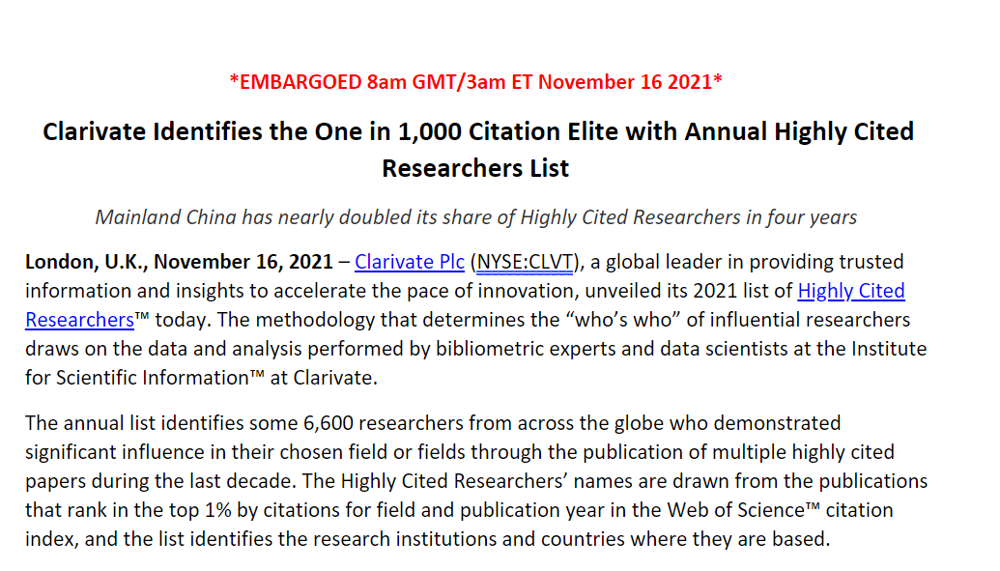 *EMBARGOED 8am GMT/3am ET November 16 2021*
Clarivate Identifies the One in 1,000 Citation Elite with Annual Highly Cited
Researchers List
Mainland China has nearly doubled its share of Highly Cited Researchers in four years
London, U.K., November 16, 2021 – Clarivate Plc (NYSE:CLVT), a global leader in providing trusted
information and insights to accelerate the pace of innovation, unveiled its 2021 list of Highly Cited
Researchers™ today. The methodology that determines the “who’s who” of influential researchers
draws on the data and analysis performed by bibliometric experts and data scientists at the Institute
for Scientific Information™ at Clarivate.
The annual list identifies some 6,600 researchers from across the globe who demonstrated
significant influence in their chosen field or fields through the publication of multiple highly cited
papers during the last decade. The Highly Cited Researchers’ names are drawn from the publications
that rank in the top 1% by citations for field and publication year in the Web of Science™ citation
index, and the list identifies the research institutions and countries where they are based.